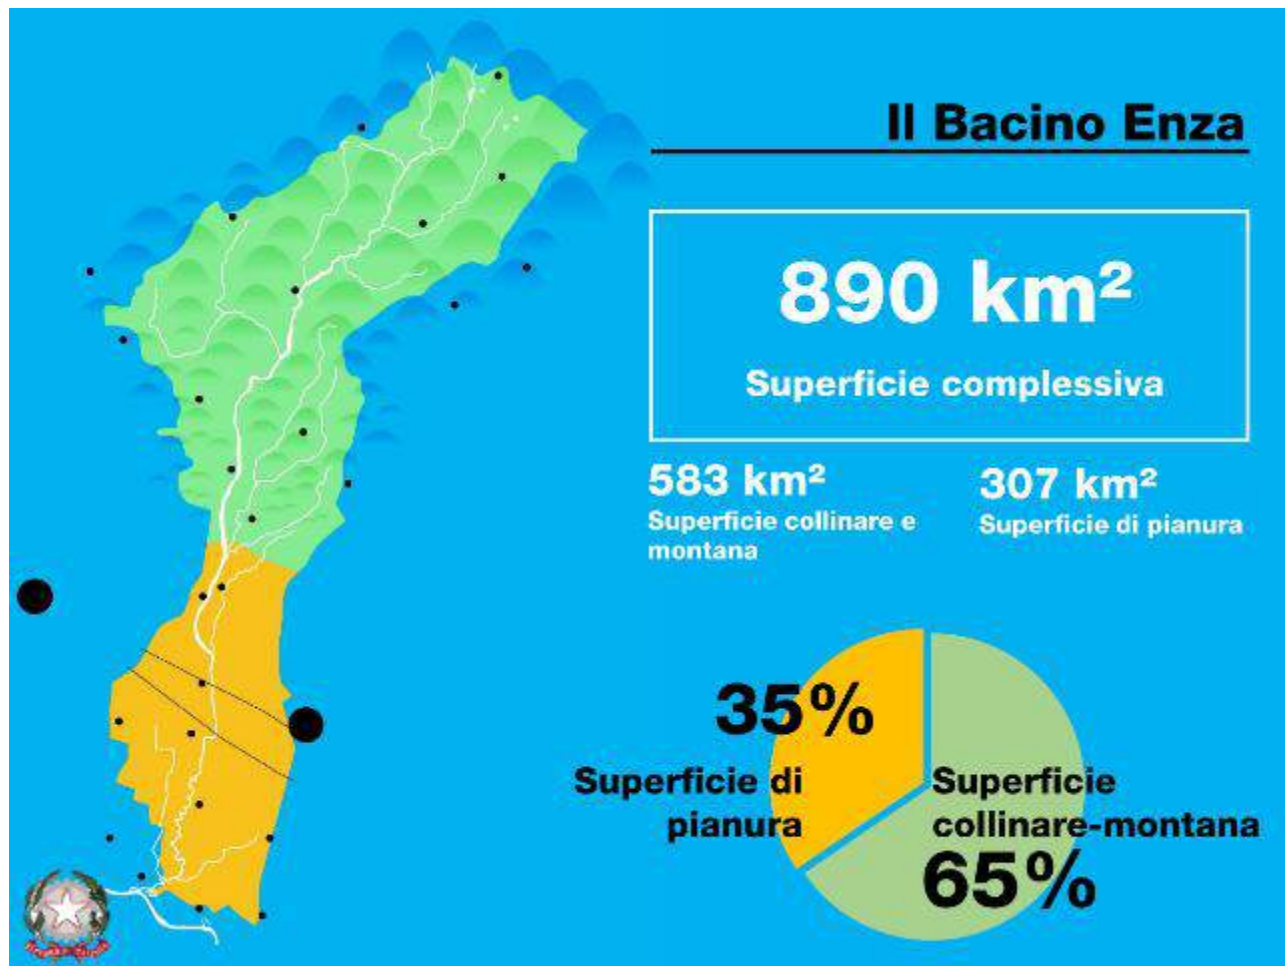 Il Bacino Enza
890 km²
Superficie complessiva
583 km²
Superficie collinare e
montana
307 km²
Superficie di pianura
35%
Superficie di
pianura
Superficie
collinare-montana
65%